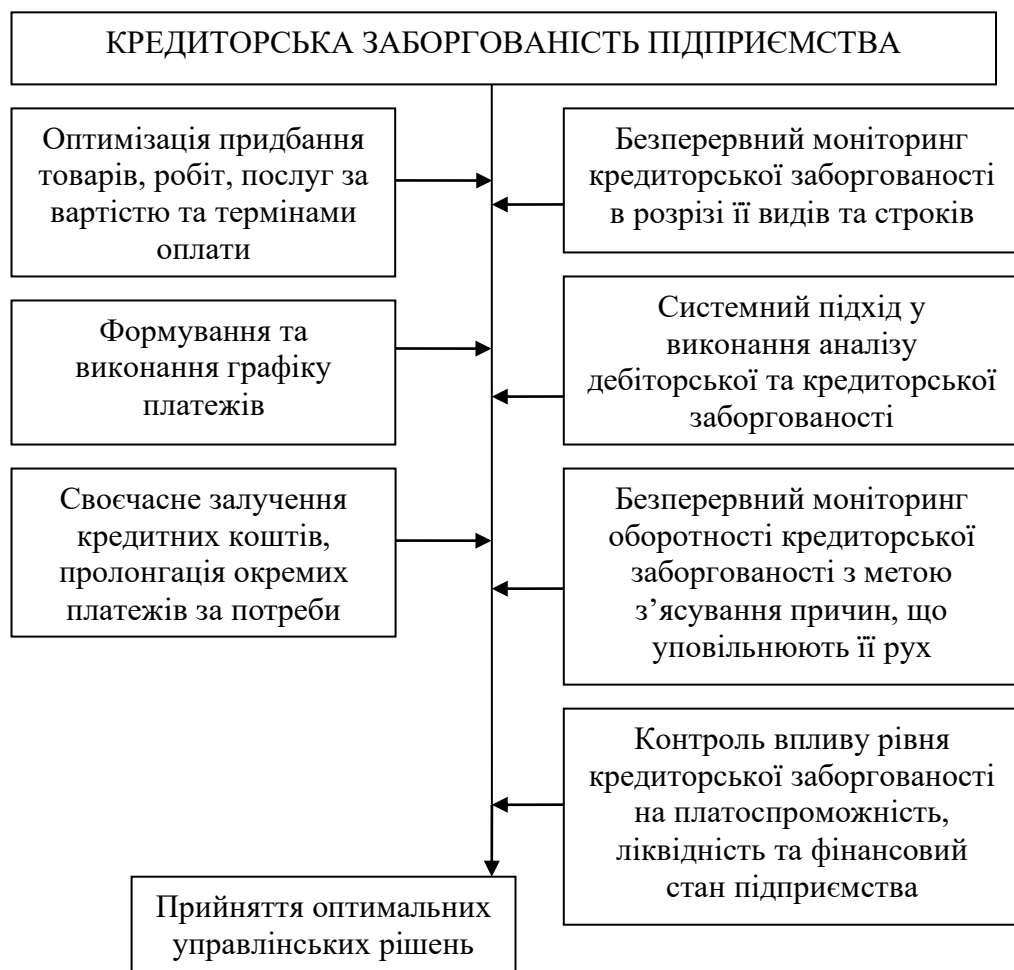 КРЕДИТОРСЬКА ЗАБОРГОВАНІСТЬ ПІДПРИЄМСТВА
Оптимізація придбання
товарів, робіт, послуг за
вартістю та термінами
оплати
Безперервний моніторинг
кредиторської заборгованості
в розрізі її видів та строків
Формування та
виконання графіку
платежів
Системний підхід у
виконання аналізу
дебіторської та кредиторської
заборгованості
Своєчасне залучення
кредитних коштів,
пролонгація окремих
платежів за потреби
Безперервний моніторинг
оборотності кредиторської
заборгованості з метою
з’ясування причин, що
уповільнюють її рух
Контроль впливу рівня
кредиторської заборгованості
на платоспроможність,
ліквідність та фінансовий
стан підприємства
Прийняття оптимальних
управлінських рішень